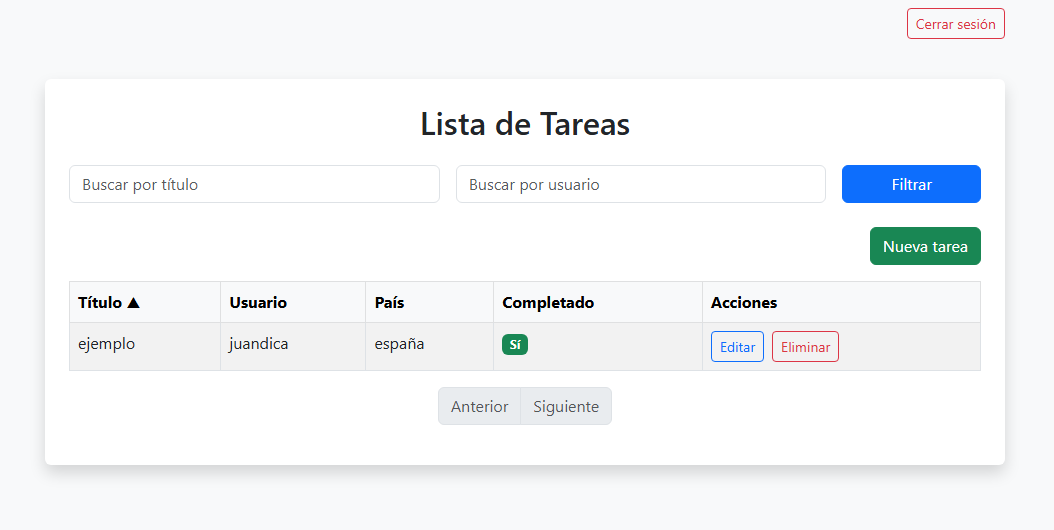 Cerrar sesión
Lista de Tareas
Buscar por título Buscar por usuario Filtrar
Nueva tarea
Título ▲ Usuario País Completado Acciones
ejemplo juandica españa Sí Editar Eliminar
Anterior Siguiente